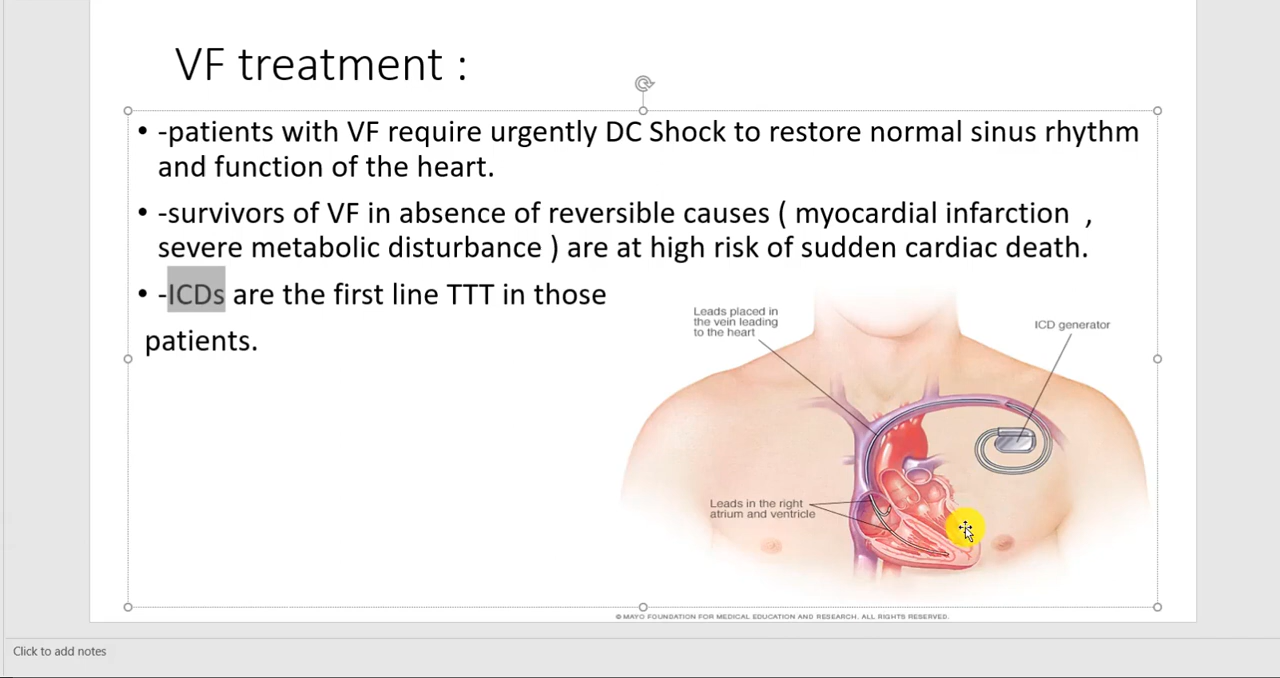 VF treatment :
• -patients with VF require urgently DC Shock to restore normal sinus rhythm
and function of the heart.
• -survivors of VF in absence of reversible causes ( myocardial infarction ,
severe metabolic disturbance ) are at high risk of sudden cardiac death.
• -ICDs are the first line TTT in those
patients.
Leads placed in
the vein leading
to the heart
ICD generator
Leads in the right
atrium and ventricle
© MAYO FOUNDATION FOR MEDICAL EDUCATION AND RESEARCH. ALL RIGHTS RESERVED.
Click to add notes